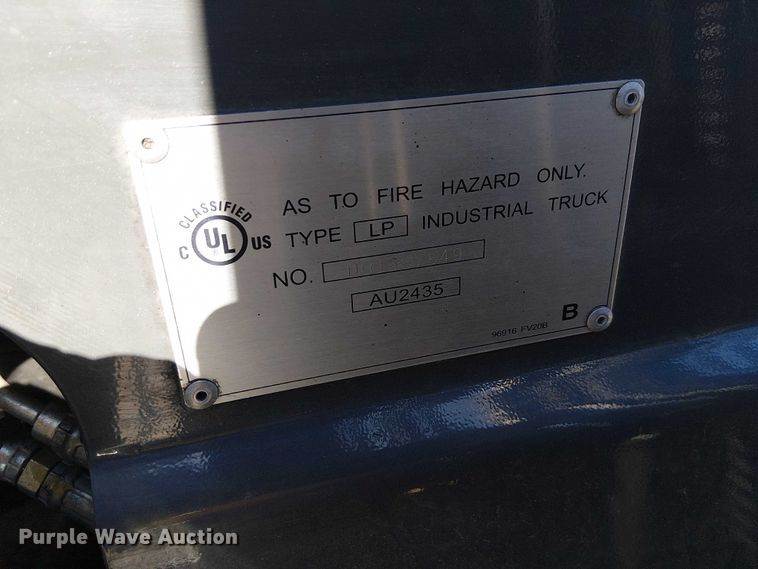 CLASSIFIED
C UL US
AS TO FIRE HAZARD ONLY.
TYPE LP INDUSTRIAL TRUCK
NO.
AU2435
96916 FV20B
B
Purple Wave Auction